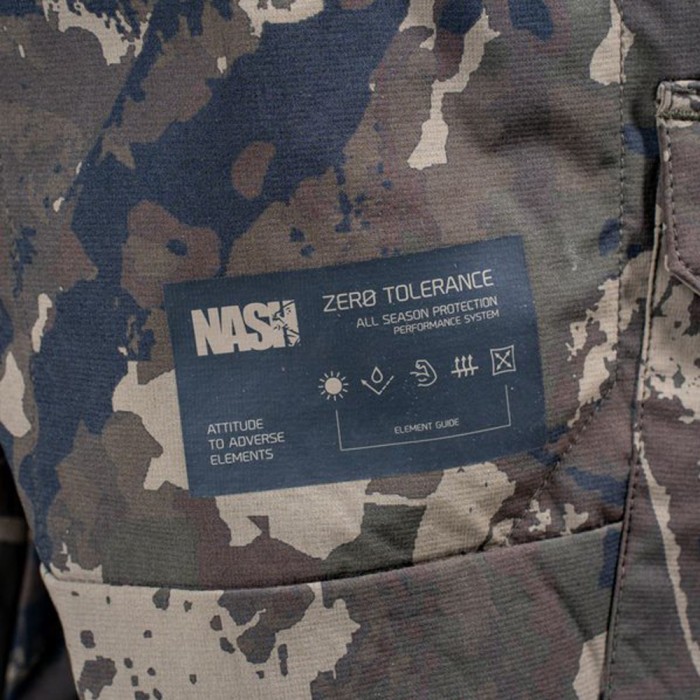 NASH
ZERØ TOLERANCE
ALL SEASON PROTECTION
PERFORMANCE SYSTEM
ATTITUDE
TO ADVERSE
ELEMENTS
ELEMENT GUIDE